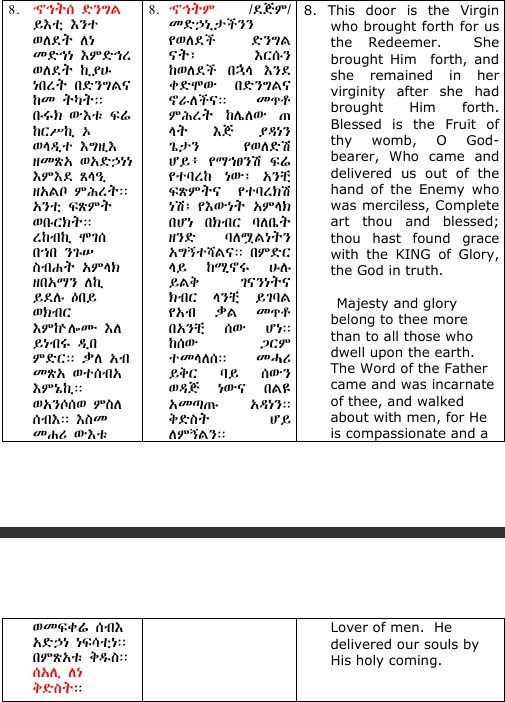 8. ኆኅትሰ ድንግል
ይእቲ እንተ
ወለደት ለነ
መድኀነ እምድኀረ
ወለደት ኪያሁ
ነበረት በድንግልና
ከመ ትካት፡፡
ቡሩክ ውእቱ ፍሬ
ከርሥኪ ኦ
ወላዲተ እግዚእ
ዘመጽአ ወአድኃነነ
እምእደ ጸላዒ
ዘአልቦ ምሕረት፡፡
አንቲ ፍጽምት
ወቡርክት፡፡
ረከብኪ ሞገሰ
በኀበ ንጉሠ
ስብሐት አምላክ
ዘበአማን ለኪ
ይደሉ ዕበይ
ወክብር
እምኵሎሙ እለ
ይነብሩ ዲበ
ምድር፡፡ ቃለ አብ
መጽአ ወተሰብአ
እምኔኪ፡፡
ወአንሶሰወ ምስለ
ሰብእ፡፡ እስመ
መሐሪ ውእቱ
8. ኆኅትም /ደጅም/
መድኃኒታችንን
የወለደች ድንግል
ናት፤ እርሱን
ከወለደች በኋላ እንደ
ቀድሞው በድንግልና
ኖራለችና፡፡ መጥቶ
ምሕረት ከሌለው ጠ
ላት እጅ ያዳነን
ጌታን የወለድሽ
ሆይ፥ የማኅፀንሽ ፍሬ
የተባረከ ነው፤ አንቺ
ፍጽምትና የተባረክሽ
ነሽ፤ የእውነት አምላክ
በሆነ በክብር ባለቤት
ዘንድ ባለሟልነትን
አግኝተሻልና፡፡ በምድር
ላይ ከሚኖሩ ሁሉ
ይልቅ ገናንነትና
ክብር ላንቺ ይገባል
የአብ ቃል መጥቶ
በአንቺ ሰው ሆነ፡፡
ከሰው ጋርም
ተመላለሰ፡፡ መሐሪ
ይቅር ባይ ሰውን
ወዳጅ ነውና በልዩ
አመጣጡ አዳነን፡፡
ቅድስት ሆይ
ለምኝልን፡፡
8. This door is the Virgin
who brought forth for us
the Redeemer. She
brought Him forth, and
she remained in her
virginity after she had
brought Him forth.
Blessed is the Fruit of
thy womb, O God-
bearer, Who came and
delivered us out of the
hand of the Enemy who
was merciless, Complete
art thou and blessed;
thou hast found grace
with the KING of Glory,
the God in truth.
Majesty and glory
belong to thee more
than to all those who
dwell upon the earth.
The Word of the Father
came and was incarnate
of thee, and walked
about with men, for He
is compassionate and a
ወመፍቀሬ ሰብእ
አድኃነ ነፍሳቲነ፡፡
በምጽአቱ ቅዱስ፡፡
ሰአሊ ለነ
ቅድስት፡፡
Lover of men. He
delivered our souls by
His holy coming.